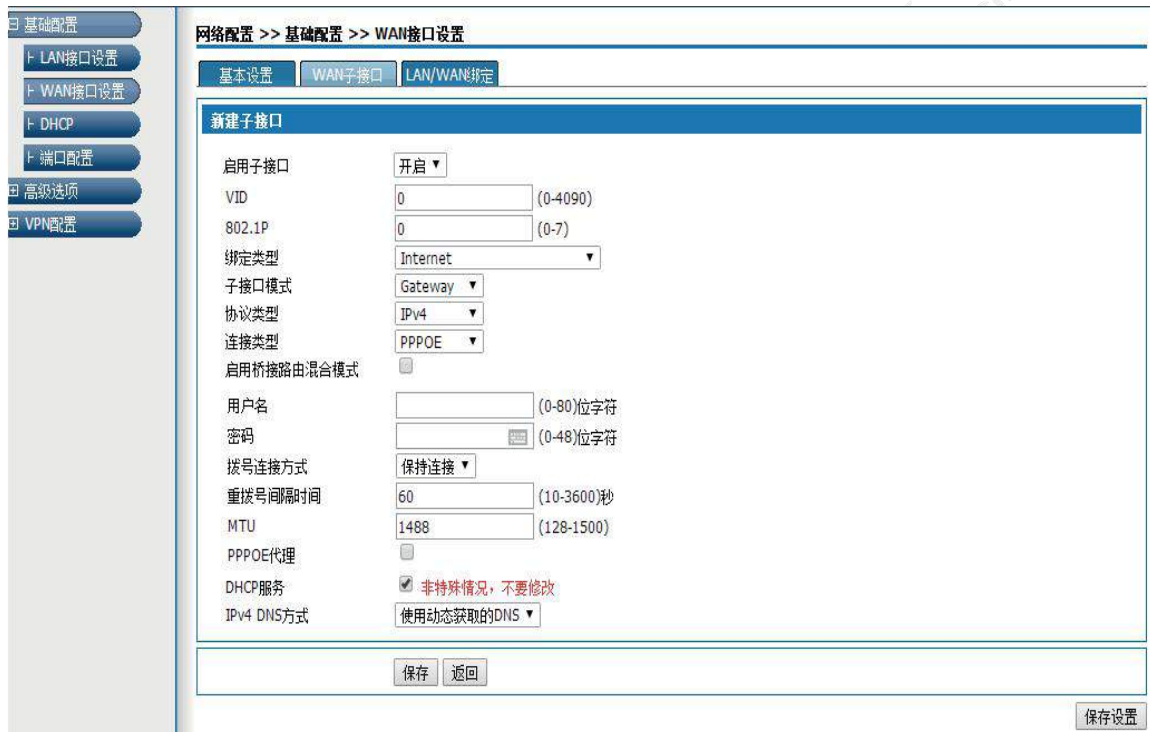 基础配置
LAN接口设置
WAN接口设置
DHCP
端口配置
高级选项
VPN配置
网络配置 >> 基础配置 >> WAN接口设置
基本设置 WAN子接口 LAN/WAN绑定
新建子接口
启用子接口 开启
VID 0 (0-4090)
802.1P 0 (0-7)
绑定类型 Internet
子接口模式 Gateway
协议类型 IPv4
连接类型 PPPOE
启用桥接路由混合模式
用户名 (0-80)位字符
密码 (0-48)位字符
拨号连接方式 保持连接
重拨号间隔时间 60 (10-3600)秒
MTU 1488 (128-1500)
PPPOE代理
DHCP服务 非特殊情况，不要修改
IPv4 DNS方式 使用动态获取的DNS
保存 返回
保存设置